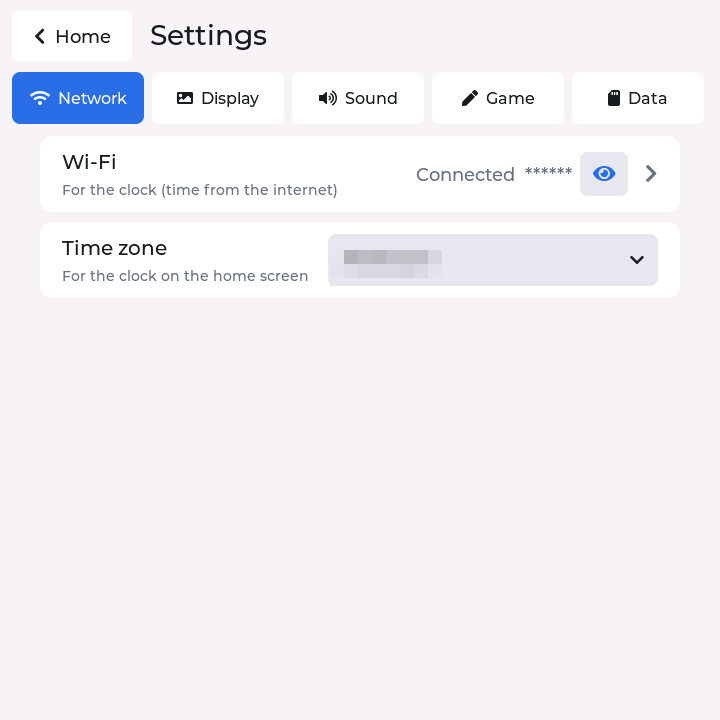 Home
Settings
Network
Display
Sound
Game
Data
Wi-Fi
For the clock (time from the internet)
Connected ******
Time zone
For the clock on the home screen